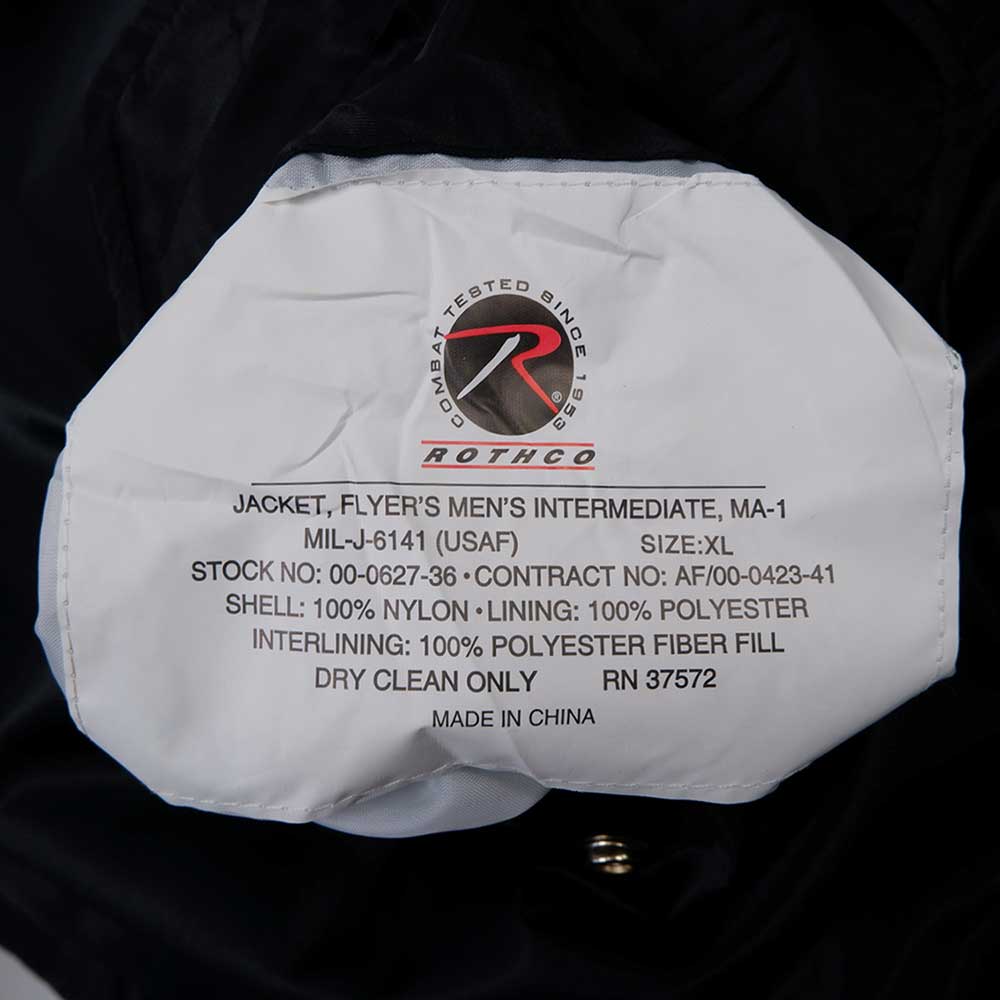 COMBAT TESTED SINCE 1953
R
®
ROTHCO
JACKET, FLYER'S MEN'S INTERMEDIATE, MA-1
MIL-J-6141 (USAF) SIZE:XL
STOCK NO: 00-0627-36 • CONTRACT NO: AF/00-0423-41
SHELL: 100% NYLON • LINING: 100% POLYESTER
INTERLINING: 100% POLYESTER FIBER FILL
DRY CLEAN ONLY RN 37572
MADE IN CHINA